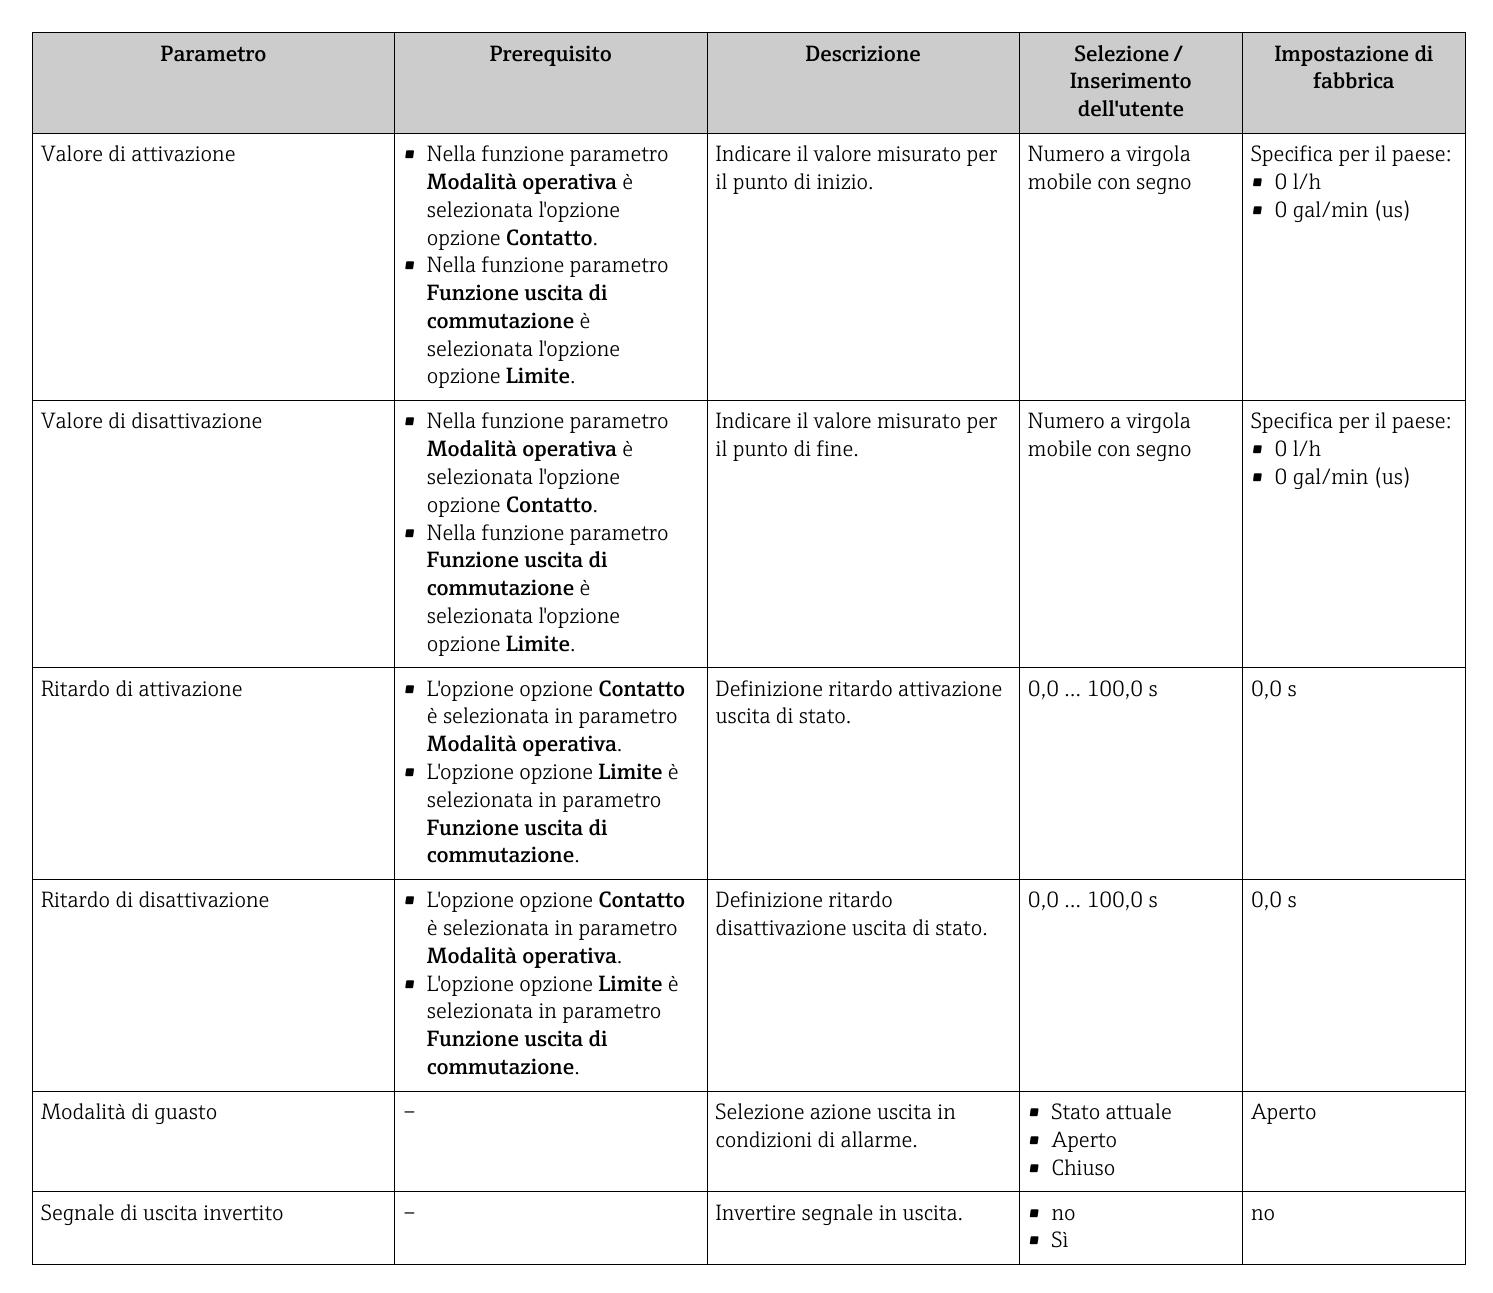 Parametro
Prerequisito
Descrizione
Selezione /
Inserimento
dell'utente
Impostazione di
fabbrica
Valore di attivazione
▪ Nella funzione parametro
Modalità operativa è
selezionata l'opzione
opzione Contatto.
▪ Nella funzione parametro
Funzione uscita di
commutazione è
selezionata l'opzione
opzione Limite.
Indicare il valore misurato per
il punto di inizio.
Numero a virgola
mobile con segno
Specifica per il paese:
▪ 0 l/h
▪ 0 gal/min (us)
Valore di disattivazione
▪ Nella funzione parametro
Modalità operativa è
selezionata l'opzione
opzione Contatto.
▪ Nella funzione parametro
Funzione uscita di
commutazione è
selezionata l'opzione
opzione Limite.
Indicare il valore misurato per
il punto di fine.
Numero a virgola
mobile con segno
Specifica per il paese:
▪ 0 l/h
▪ 0 gal/min (us)
Ritardo di attivazione
▪ L'opzione opzione Contatto
è selezionata in parametro
Modalità operativa.
▪ L'opzione opzione Limite è
selezionata in parametro
Funzione uscita di
commutazione.
Definizione ritardo attivazione
uscita di stato.
0,0 … 100,0 s
0,0 s
Ritardo di disattivazione
▪ L'opzione opzione Contatto
è selezionata in parametro
Modalità operativa.
▪ L'opzione opzione Limite è
selezionata in parametro
Funzione uscita di
commutazione.
Definizione ritardo
disattivazione uscita di stato.
0,0 … 100,0 s
0,0 s
Modalità di guasto
–
Selezione azione uscita in
condizioni di allarme.
▪ Stato attuale
▪ Aperto
▪ Chiuso
Aperto
Segnale di uscita invertito
–
Invertire segnale in uscita.
▪ no
▪ Sì
no